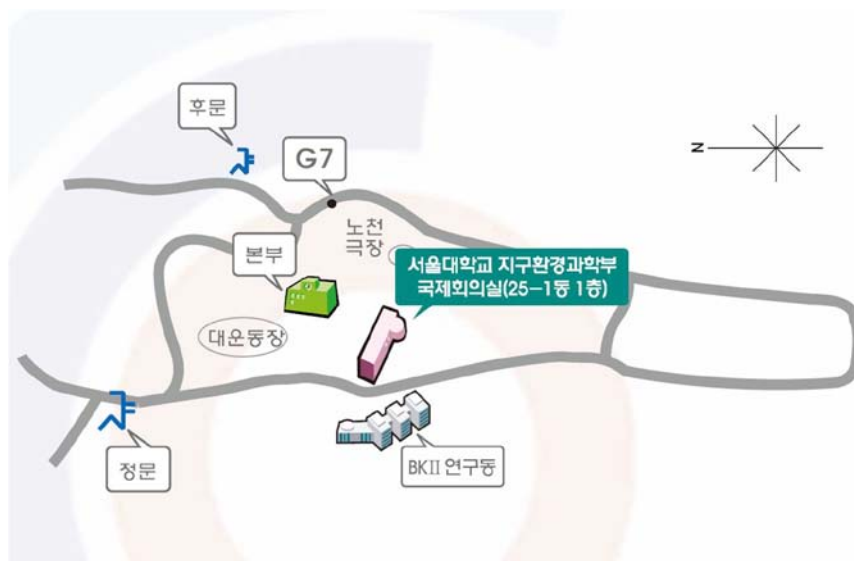 후문
G7
N
노천
극장
본부
서울대학교 지구환경과학부
국제회의실(25-1동 1층)
대운동장
정문
BKII 연구동